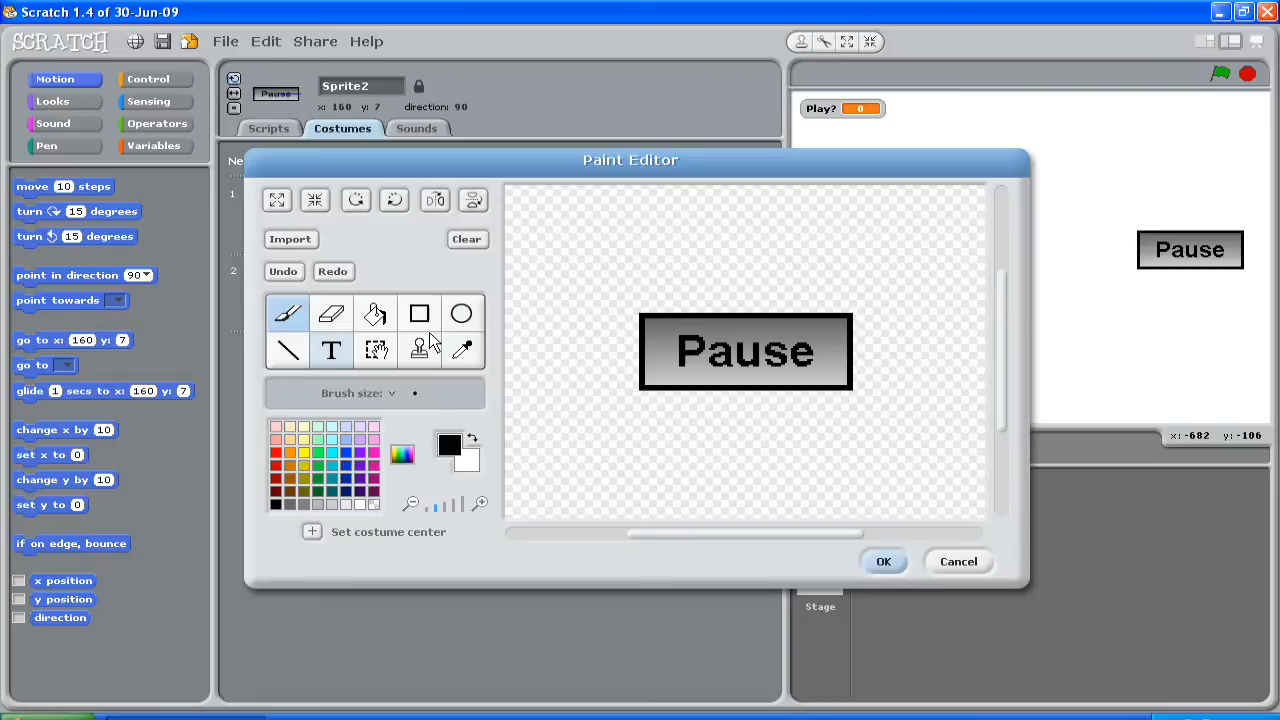 Scratch 1.4 of 30-Jun-09
SCRATCH File Edit Share Help
Motion Control
Looks Sensing
Sound Operators
Pen Variables
Pause Sprite2
x: 160 y: 7 direction: 90
Scripts Costumes Sounds
Ne
1
2
move 10 steps
turn 15 degrees
turn 15 degrees
point in direction 90
point towards
go to x: 160 y: 7
go to
glide 1 secs to x: 160 y: 7
change x by 10
set x to 0
change y by 10
set y to 0
if on edge, bounce
x position
y position
direction
Paint Editor
Import Clear
Undo Redo
T
Brush size:
Set costume center
Pause
OK Cancel
Play? 0
Pause
x: -682 y: -106
Stage